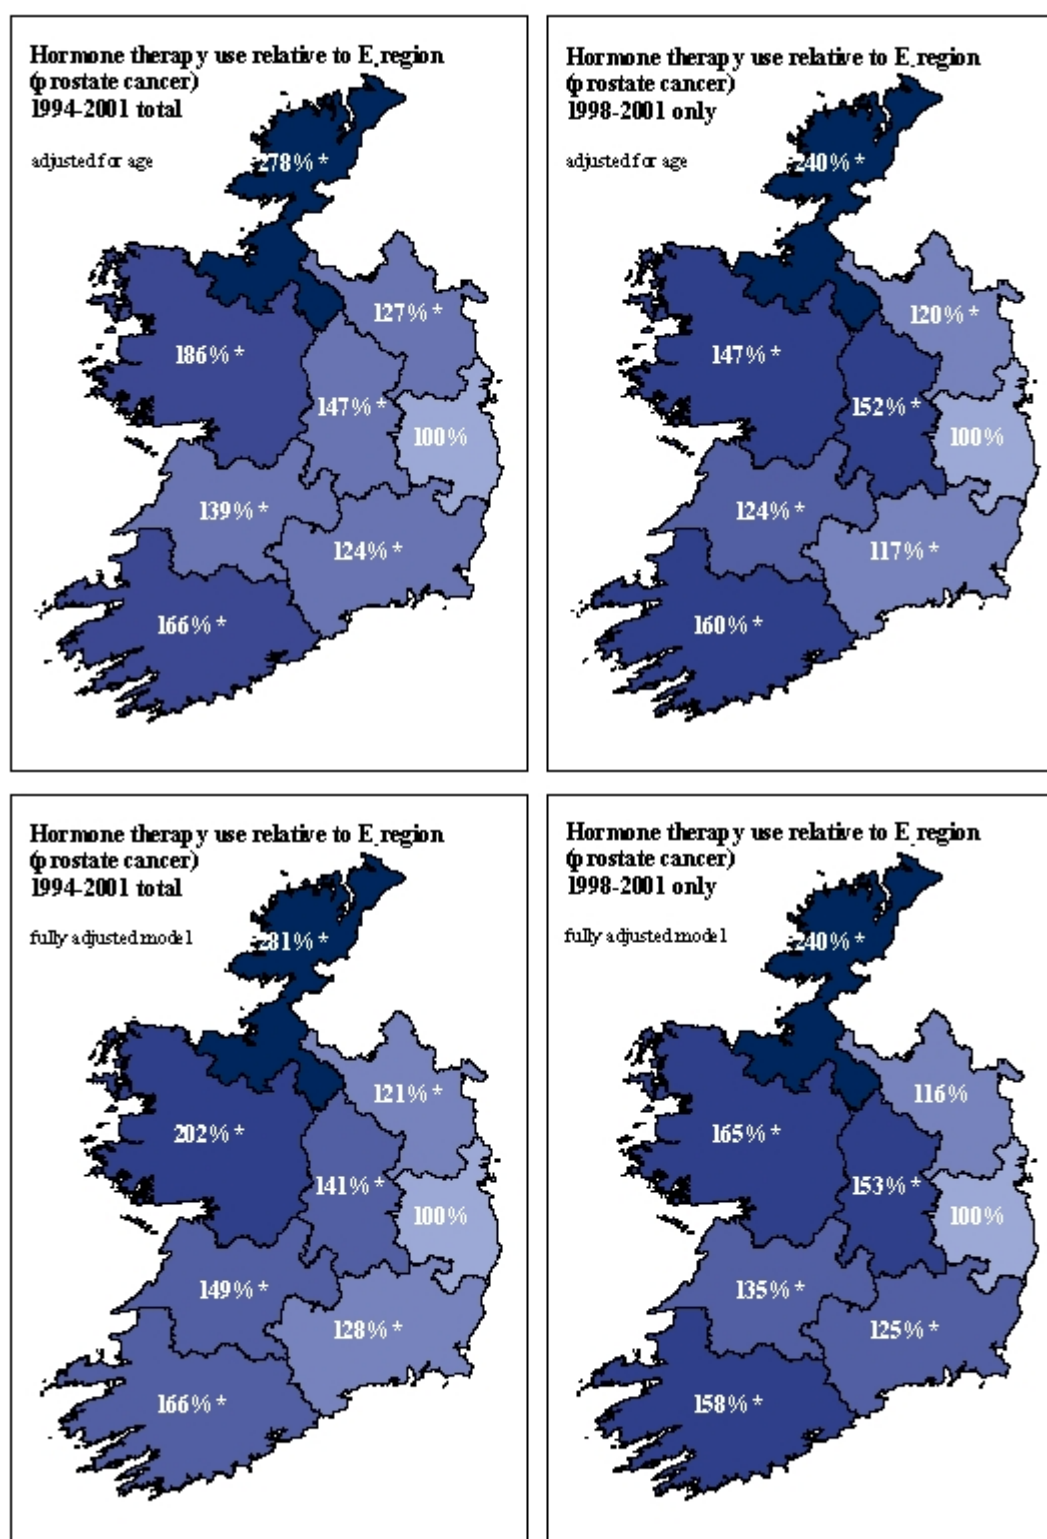 Hormone therapy use relative to E.region
(prostate cancer)
1994-2001 total
adjusted for age
278% *
127% *
186% *
147% *
100%
139% *
124% *
166% *
Hormone therapy use relative to E.region
(prostate cancer)
1998-2001 only
adjusted for age
240% *
120% *
147% *
152% *
100%
124% *
117% *
160% *
Hormone therapy use relative to E.region
(prostate cancer)
1994-2001 total
fully adjusted model
281% *
121% *
202% *
141% *
100%
149% *
128% *
166% *
Hormone therapy use relative to E.region
(prostate cancer)
1998-2001 only
fully adjusted model
240% *
116%
165% *
153% *
100%
135% *
125% *
158% *